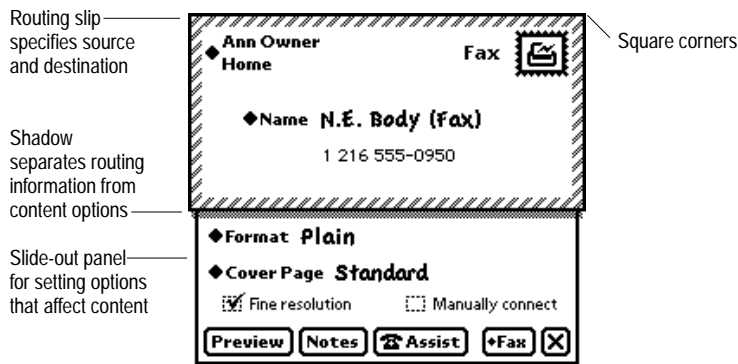 Routing slip
specifies source
and destination
Shadow
separates routing
information from
content options
Slide-out panel
for setting options
that affect content
Ann Owner
Home
Fax
Name N.E. Body (Fax)
1 216 555-0950
Format Plain
Cover Page Standard
Fine resolution Manually connect
Preview Notes Assist Fax X
Square corners